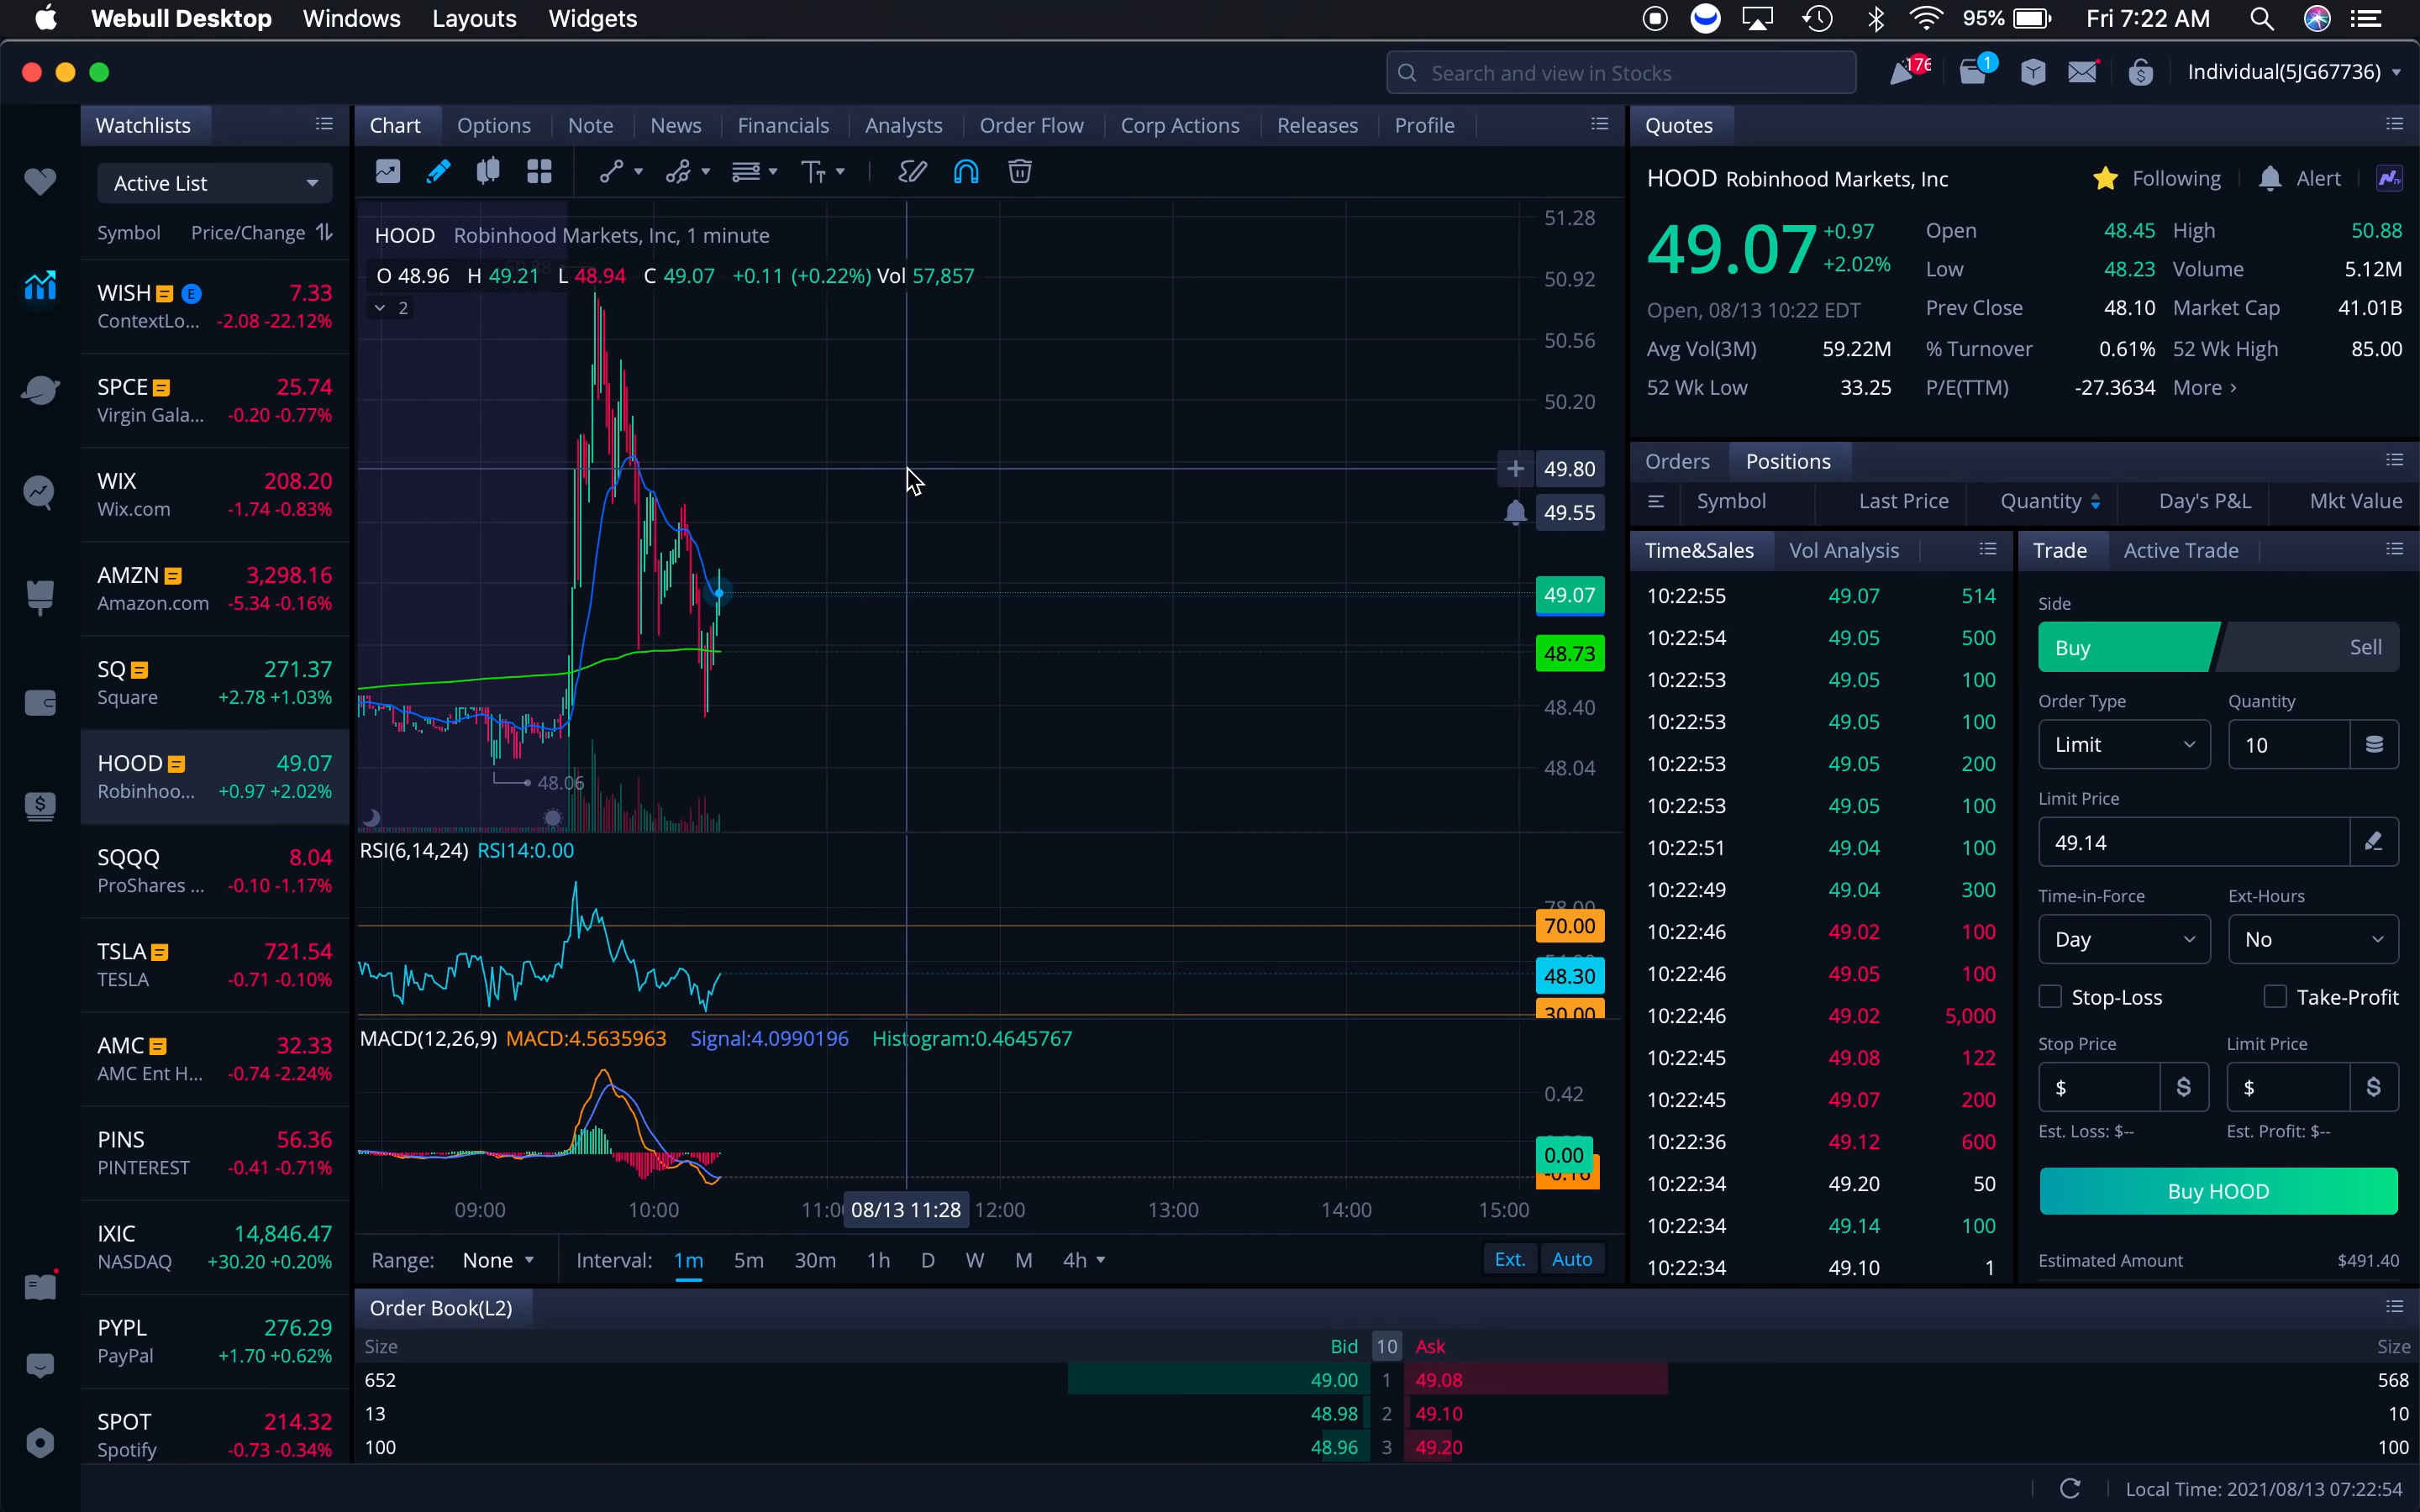 Webull Desktop Windows Layouts Widgets 95% Fri 7:22 AM
Search and view in Stocks 176 1 Individual(5JG67736)
Watchlists
Active List
Symbol Price/Change
WISH E 7.33
ContextLo... -2.08 -22.12%
SPCE 25.74
Virgin Gala... -0.20 -0.77%
WIX 208.20
Wix.com -1.74 -0.83%
AMZN 3,298.16
Amazon.com -5.34 -0.16%
SQ 271.37
Square +2.78 +1.03%
HOOD 49.07
Robinhoo... +0.97 +2.02%
SQQQ 8.04
ProShares ... -0.10 -1.17%
TSLA 721.54
TESLA -0.71 -0.10%
AMC 32.33
AMC Ent H... -0.74 -2.24%
PINS 56.36
PINTEREST -0.41 -0.71%
IXIC 14,846.47
NASDAQ +30.20 +0.20%
PYPL 276.29
PayPal +1.70 +0.62%
SPOT 214.32
Spotify -0.73 -0.34%
Chart Options Note News Financials Analysts Order Flow Corp Actions Releases Profile
Tт
HOOD Robinhood Markets, Inc, 1 minute
O 48.96 H 49.21 L 48.94 C 49.07 +0.11 (+0.22%) Vol 57,857
2
51.28
50.92
50.56
50.20
49.80
49.55
49.07
48.73
48.40
48.04
48.06
RSI(6,14,24) RSI14:0.00
78.00
70.00
48.30
30.00
MACD(12,26,9) MACD:4.5635963 Signal:4.0990196 Histogram:0.4645767
0.42
0.00
-0.16
09:00 10:00 11:00 08/13 11:28 12:00 13:00 14:00 15:00
Range: None Interval: 1m 5m 30m 1h D W M 4h Ext. Auto
Quotes
HOOD Robinhood Markets, Inc Following Alert
49.07 +0.97
+2.02%
Open, 08/13 10:22 EDT
Open 48.45 High 50.88
Low 48.23 Volume 5.12M
Prev Close 48.10 Market Cap 41.01B
Avg Vol(3M) 59.22M % Turnover 0.61% 52 Wk High 85.00
52 Wk Low 33.25 P/E(TTM) -27.3634 More >
Orders Positions
Symbol Last Price Quantity Day's P&L Mkt Value
Time&Sales Vol Analysis
10:22:55 49.07 514
10:22:54 49.05 500
10:22:53 49.05 100
10:22:53 49.05 100
10:22:53 49.05 200
10:22:53 49.05 100
10:22:51 49.04 100
10:22:49 49.04 300
10:22:46 49.02 100
10:22:46 49.05 100
10:22:46 49.02 5,000
10:22:45 49.08 122
10:22:45 49.07 200
10:22:36 49.12 600
10:22:34 49.20 50
10:22:34 49.14 100
10:22:34 49.10 1
Trade Active Trade
Side
Buy Sell
Order Type Quantity
Limit 10
Limit Price
49.14
Time-in-Force Ext-Hours
Day No
Stop-Loss Take-Profit
Stop Price Limit Price
$ $ $ $
Est. Loss: $-- Est. Profit: $--
Buy HOOD
Estimated Amount $491.40
Order Book(L2)
Size Bid 10 Ask Size
652 49.00 1 49.08 568
13 48.98 2 49.10 10
100 48.96 3 49.20 100
Local Time: 2021/08/13 07:22:54